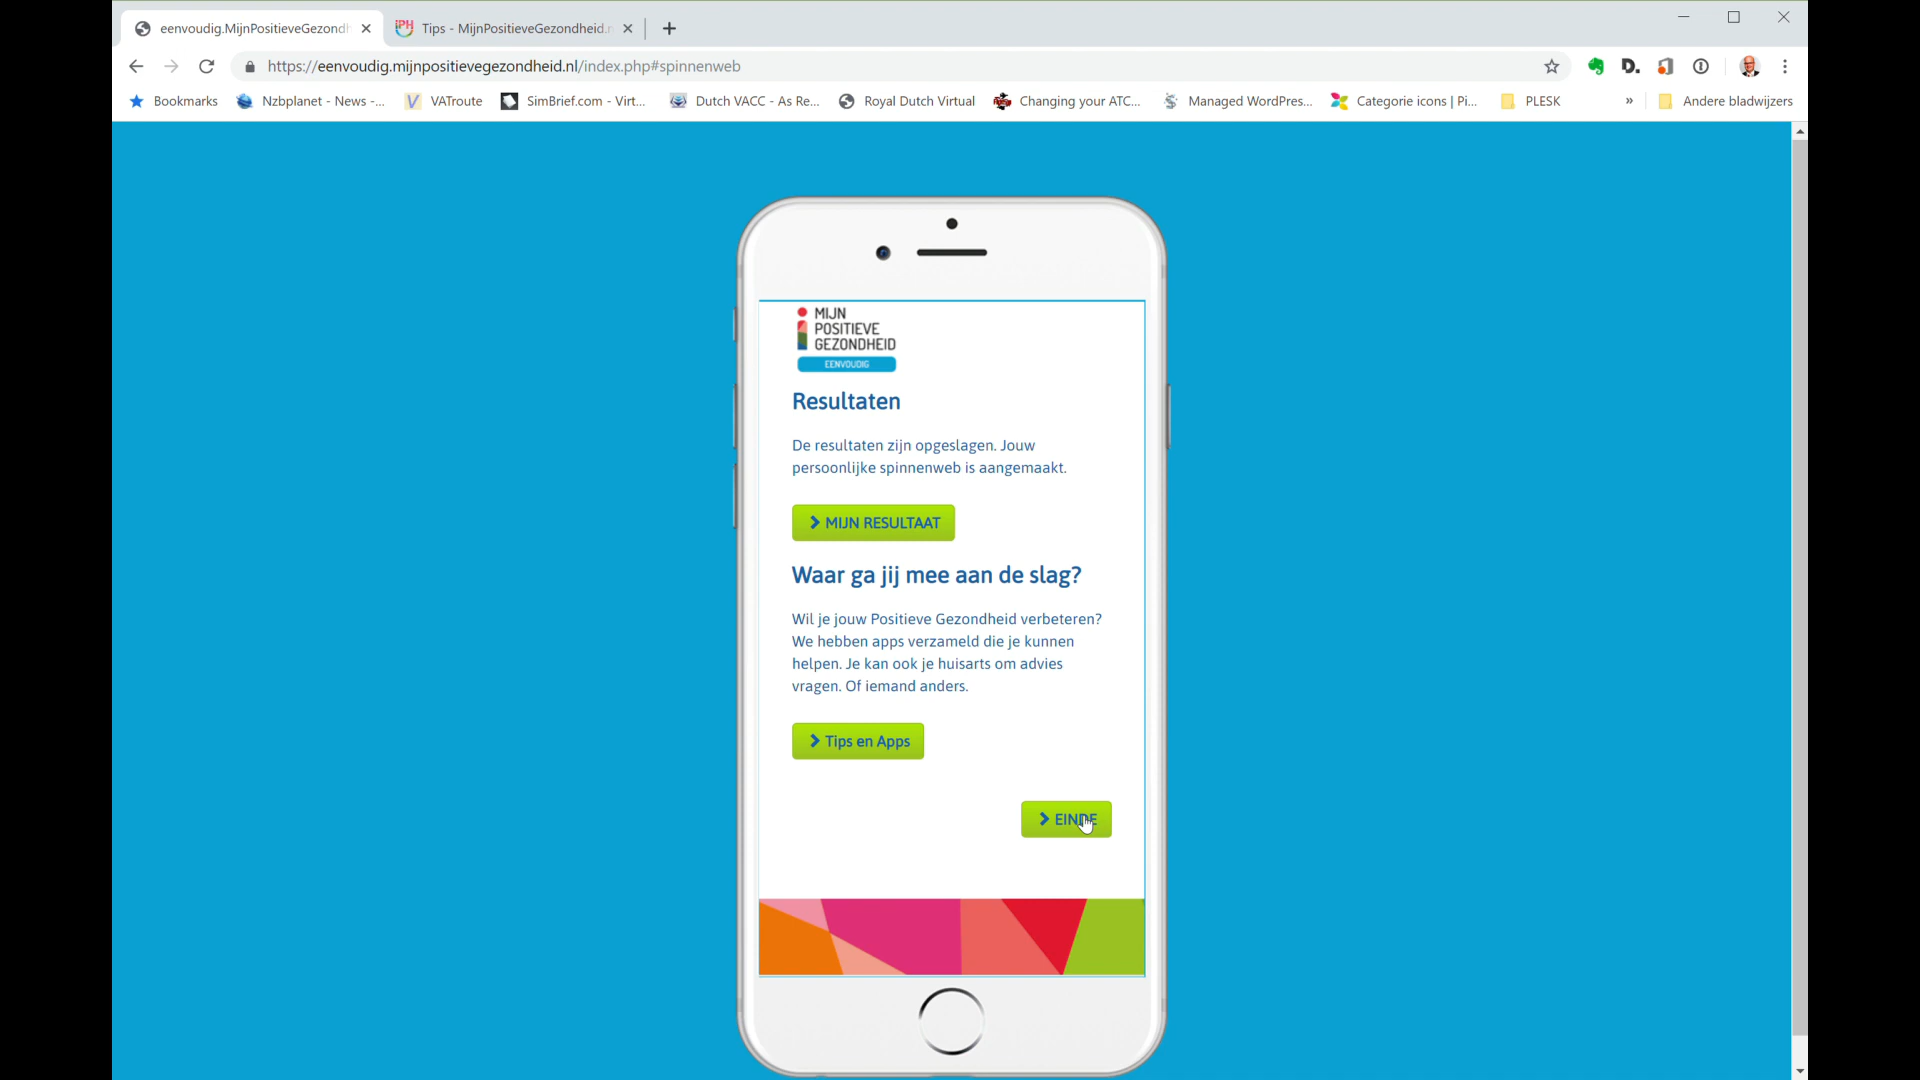 eenvoudig.MijnPositieveGezondh
Tips - MijnPositieveGezondheid.n
https://eenvoudig.mijnpositievegezondheid.nl/index.php#spinnenweb
Bookmarks
Nzbplanet - News -...
VATroute
SimBrief.com - Virt...
Dutch VACC - As Re...
Royal Dutch Virtual
Changing your ATC...
Managed WordPres...
Categorie icons | Pi...
PLESK
»
Andere bladwijzers
MIJN
POSITIEVE
GEZONDHEID
EENVOUDIG
Resultaten
De resultaten zijn opgeslagen. Jouw
persoonlijke spinnenweb is aangemaakt.
MIJN RESULTAAT
Waar ga jij mee aan de slag?
Wil je jouw Positieve Gezondheid verbeteren?
We hebben apps verzameld die je kunnen
helpen. Je kan ook je huisarts om advies
vragen. Of iemand anders.
Tips en Apps
EINDE